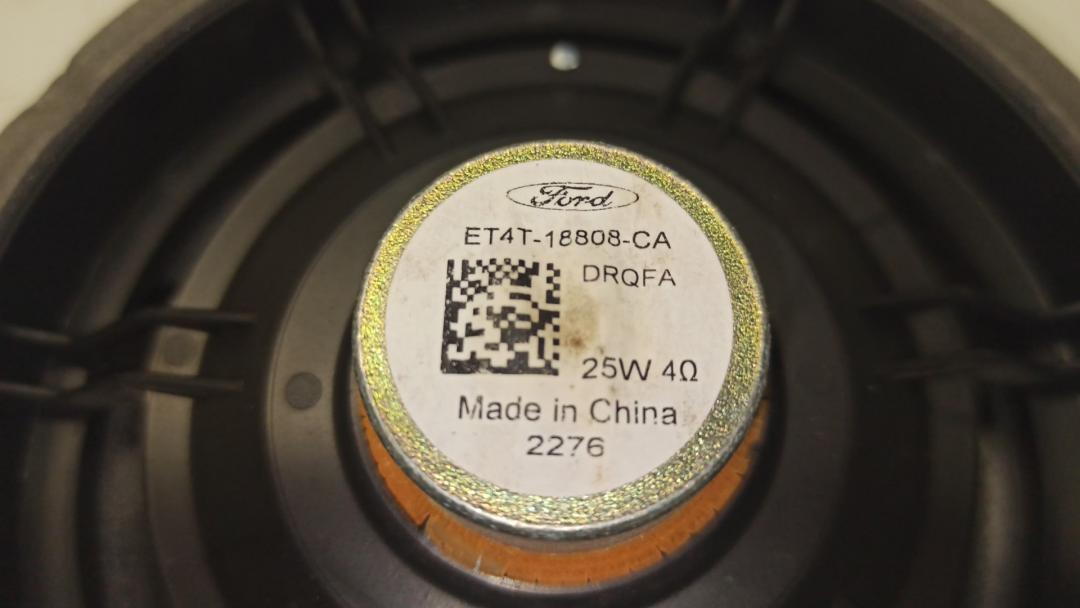 Ford
ET4T-18808-CA
DRQFA
25W 4Ω
Made in China
2276